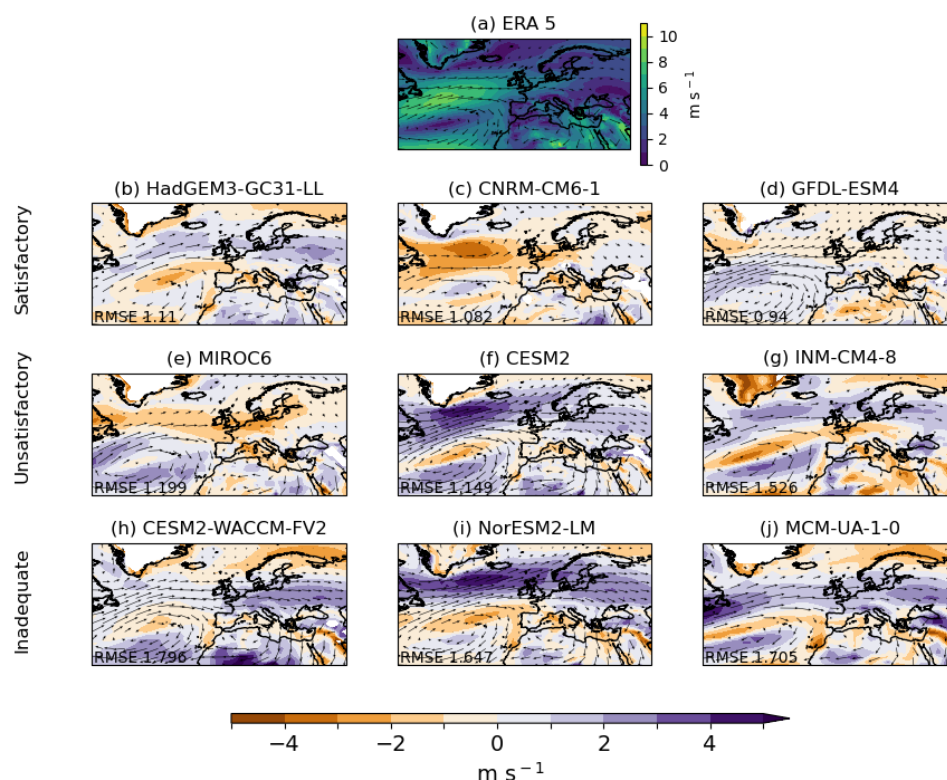 (a) ERA 5
10
8
6
4
2
0
m s⁻¹
Satisfactory
(b) HadGEM3-GC31-LL
RMSE 1.11
(c) CNRM-CM6-1
RMSE 1.082
(d) GFDL-ESM4
RMSE 0.94
Unsatisfactory
(e) MIROC6
RMSE 1.199
(f) CESM2
RMSE 1.149
(g) INM-CM4-8
RMSE 1.526
Inadequate
(h) CESM2-WACCM-FV2
RMSE 1.796
(i) NorESM2-LM
RMSE 1.647
(j) MCM-UA-1-0
RMSE 1.705
−4 −2 0 2 4
m s⁻¹